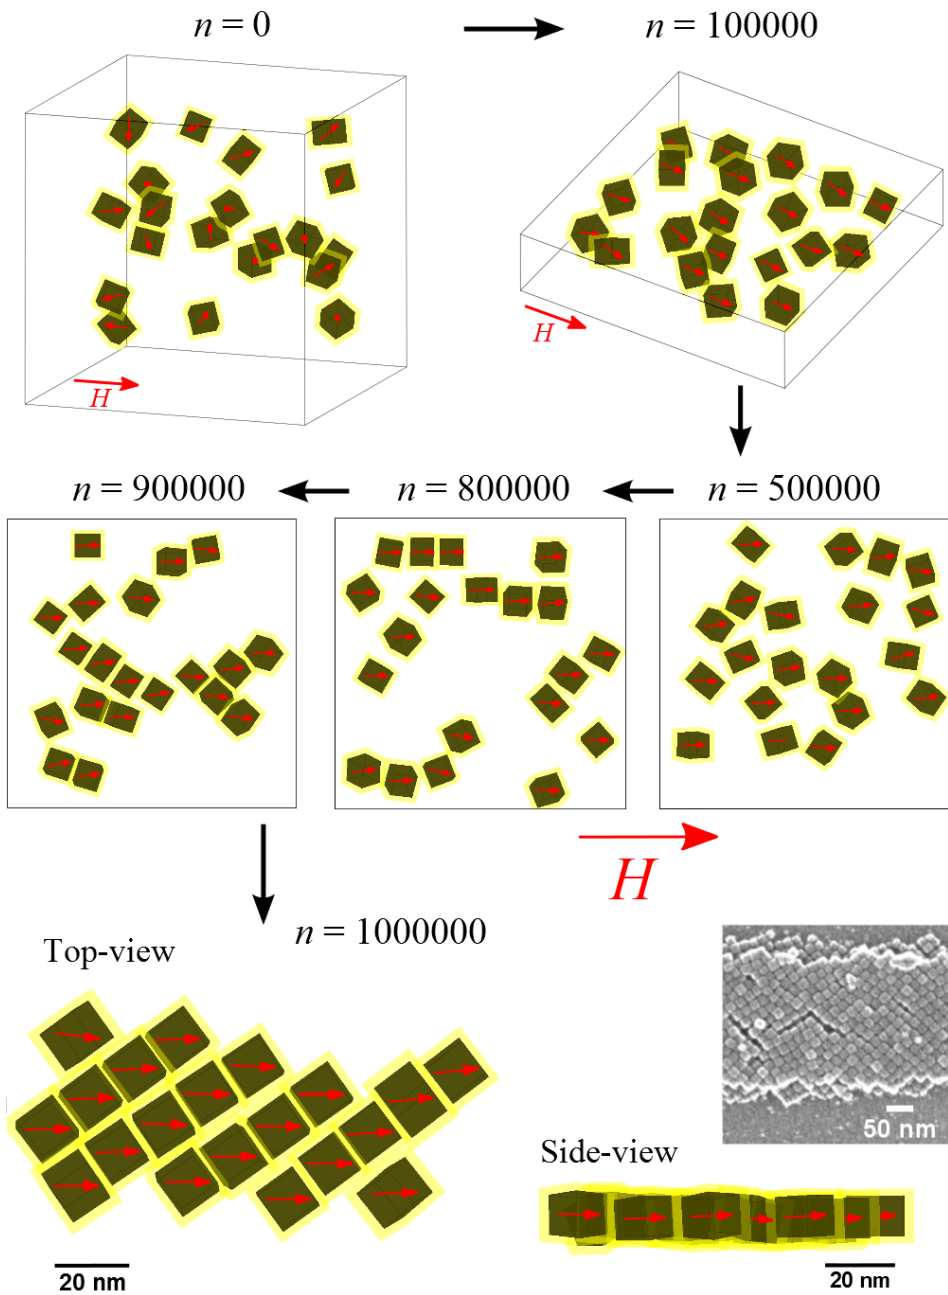 n = 0
n = 100000
H
H
n = 900000
n = 800000
n = 500000
H
n = 1000000
Top-view
50 nm
Side-view
20 nm
20 nm